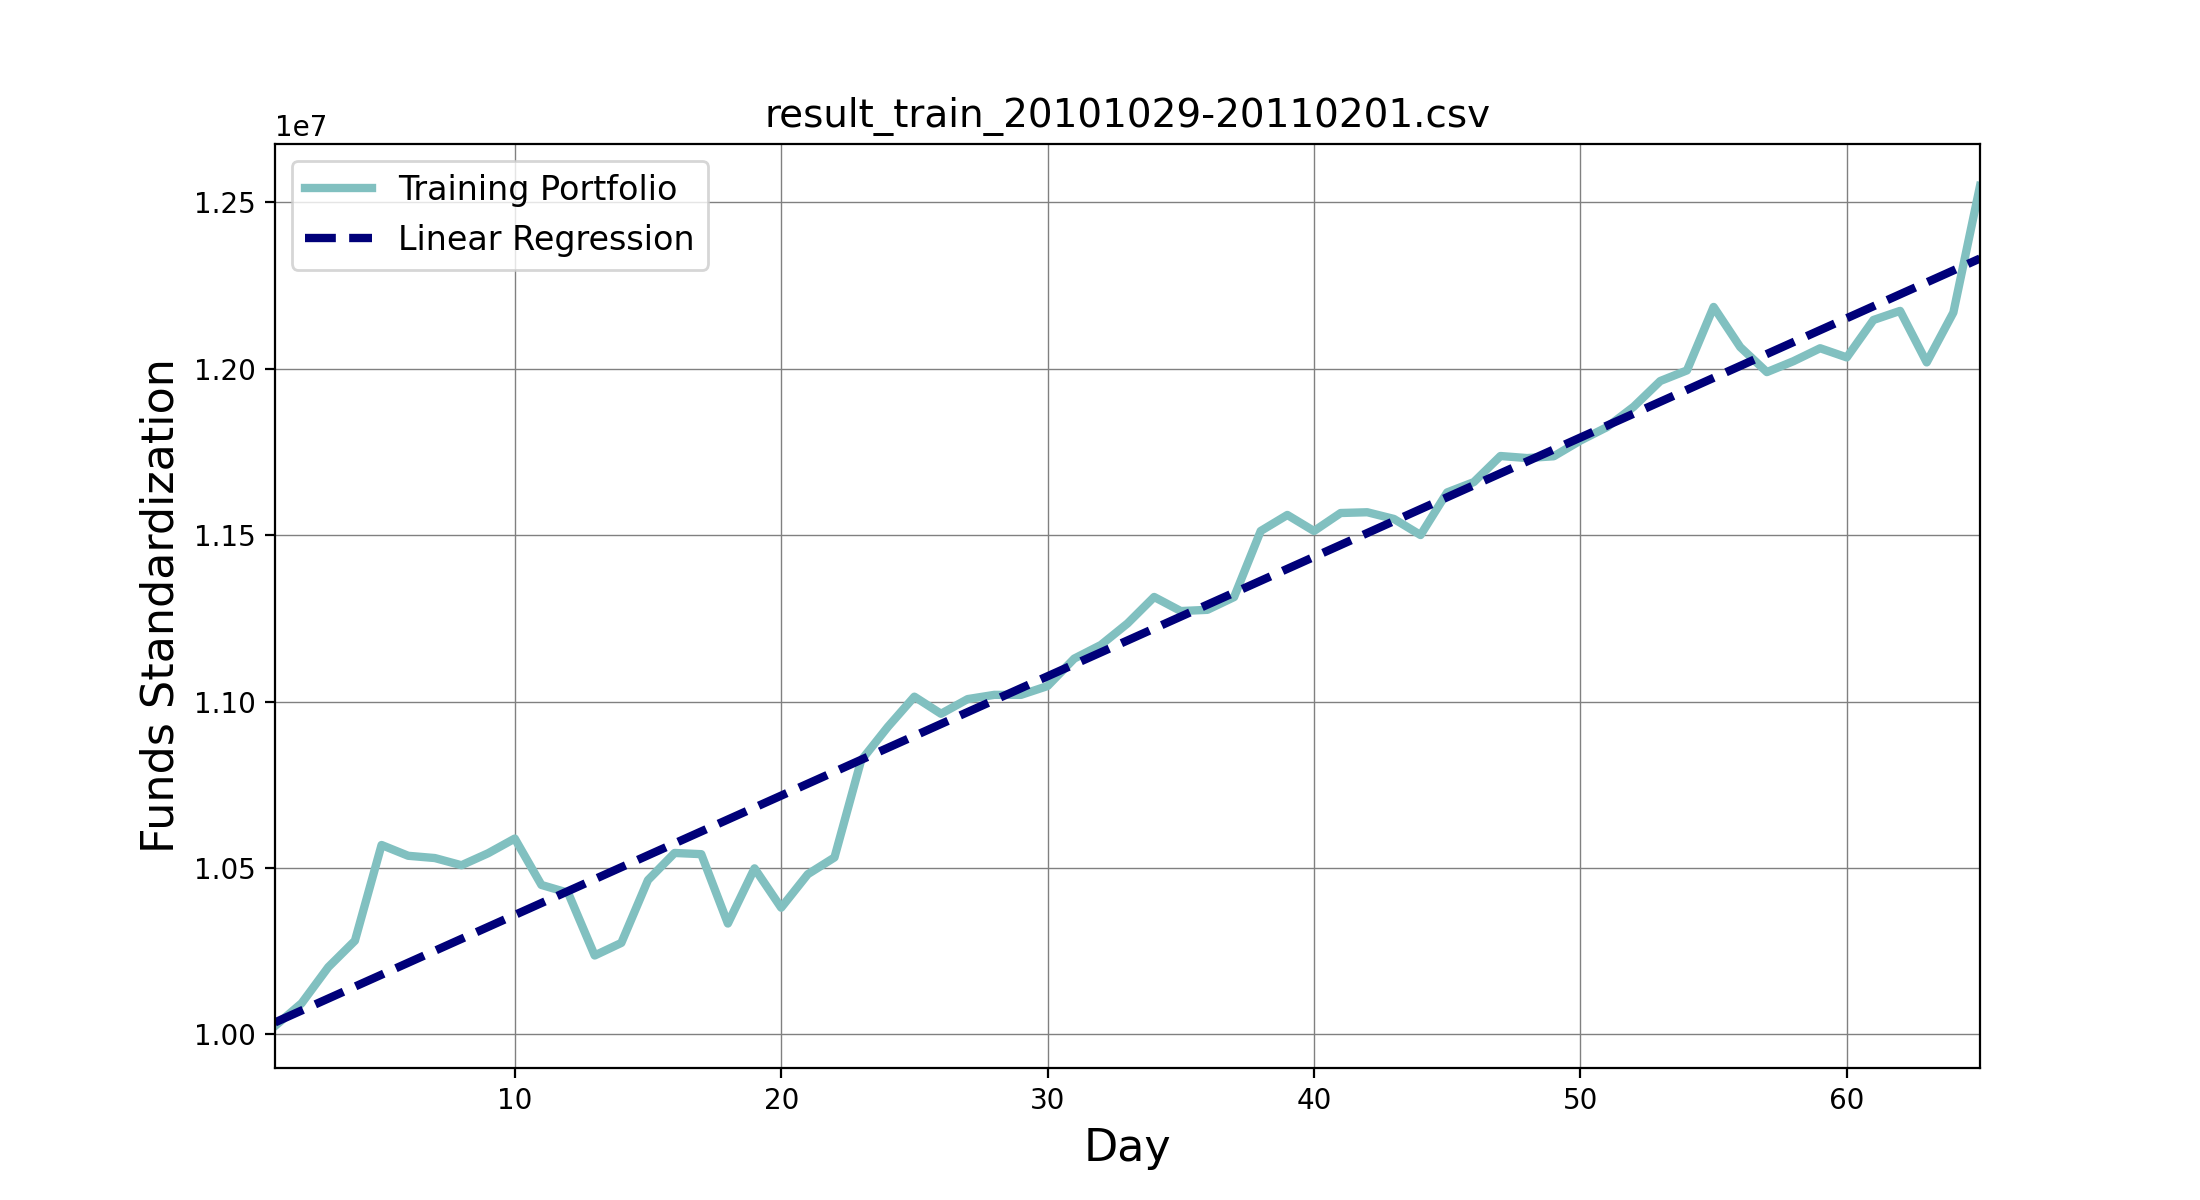 result_train_20101029-20110201.csv
1e7
Training Portfolio
Linear Regression
1.25
1.20
1.15
1.10
1.05
1.00
Funds Standardization
10 20 30 40 50 60
Day